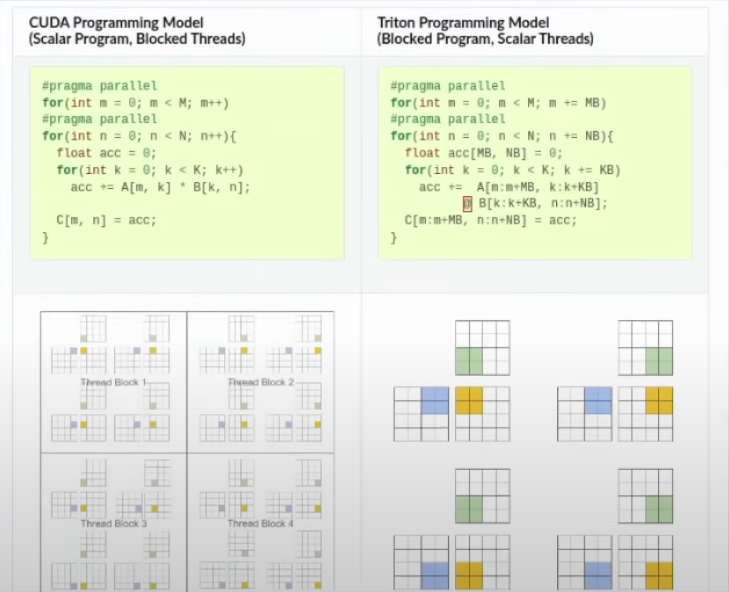 CUDA Programming Model
(Scalar Program, Blocked Threads)
#pragma parallel
for(int m = 0; m < M; m++)
#pragma parallel
for(int n = 0; n < N; n++){
float acc = 0;
for(int k = 0; k < K; k++)
acc += A[m, k] * B[k, n];
C[m, n] = acc;
}
Triton Programming Model
(Blocked Program, Scalar Threads)
#pragma parallel
for(int m = 0; m < M; m += MB)
#pragma parallel
for(int n = 0; n < N; n += NB){
float acc[MB, NB] = 0;
for(int k = 0; k < K; k += KB)
acc += A[m:m+MB, k:k+KB]
@ B[k:k+KB, n:n+NB];
C[m:m+MB, n:n+NB] = acc;
}
Thread Block 1
Thread Block 2
Thread Block 3
Thread Block 4